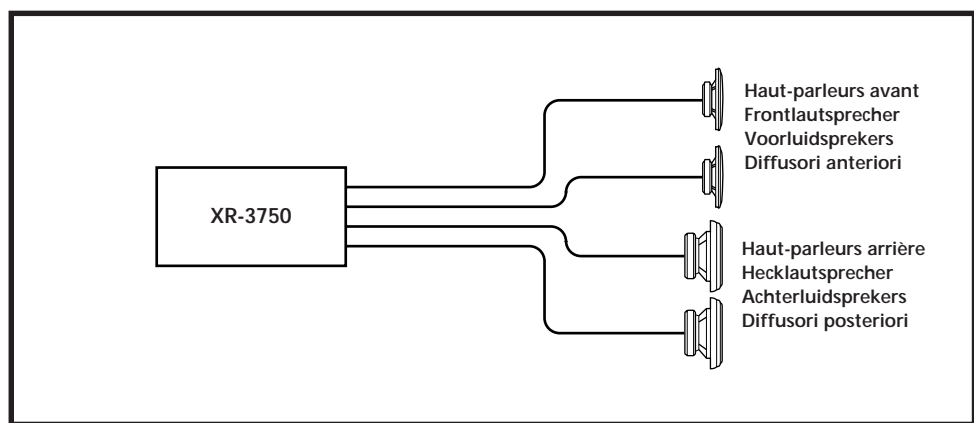 XR-3750
Haut-parleurs avant
Frontlautsprecher
Voorluidsprekers
Diffusori anteriori
Haut-parleurs arrière
Hecklautsprecher
Achterluidsprekers
Diffusori posteriori